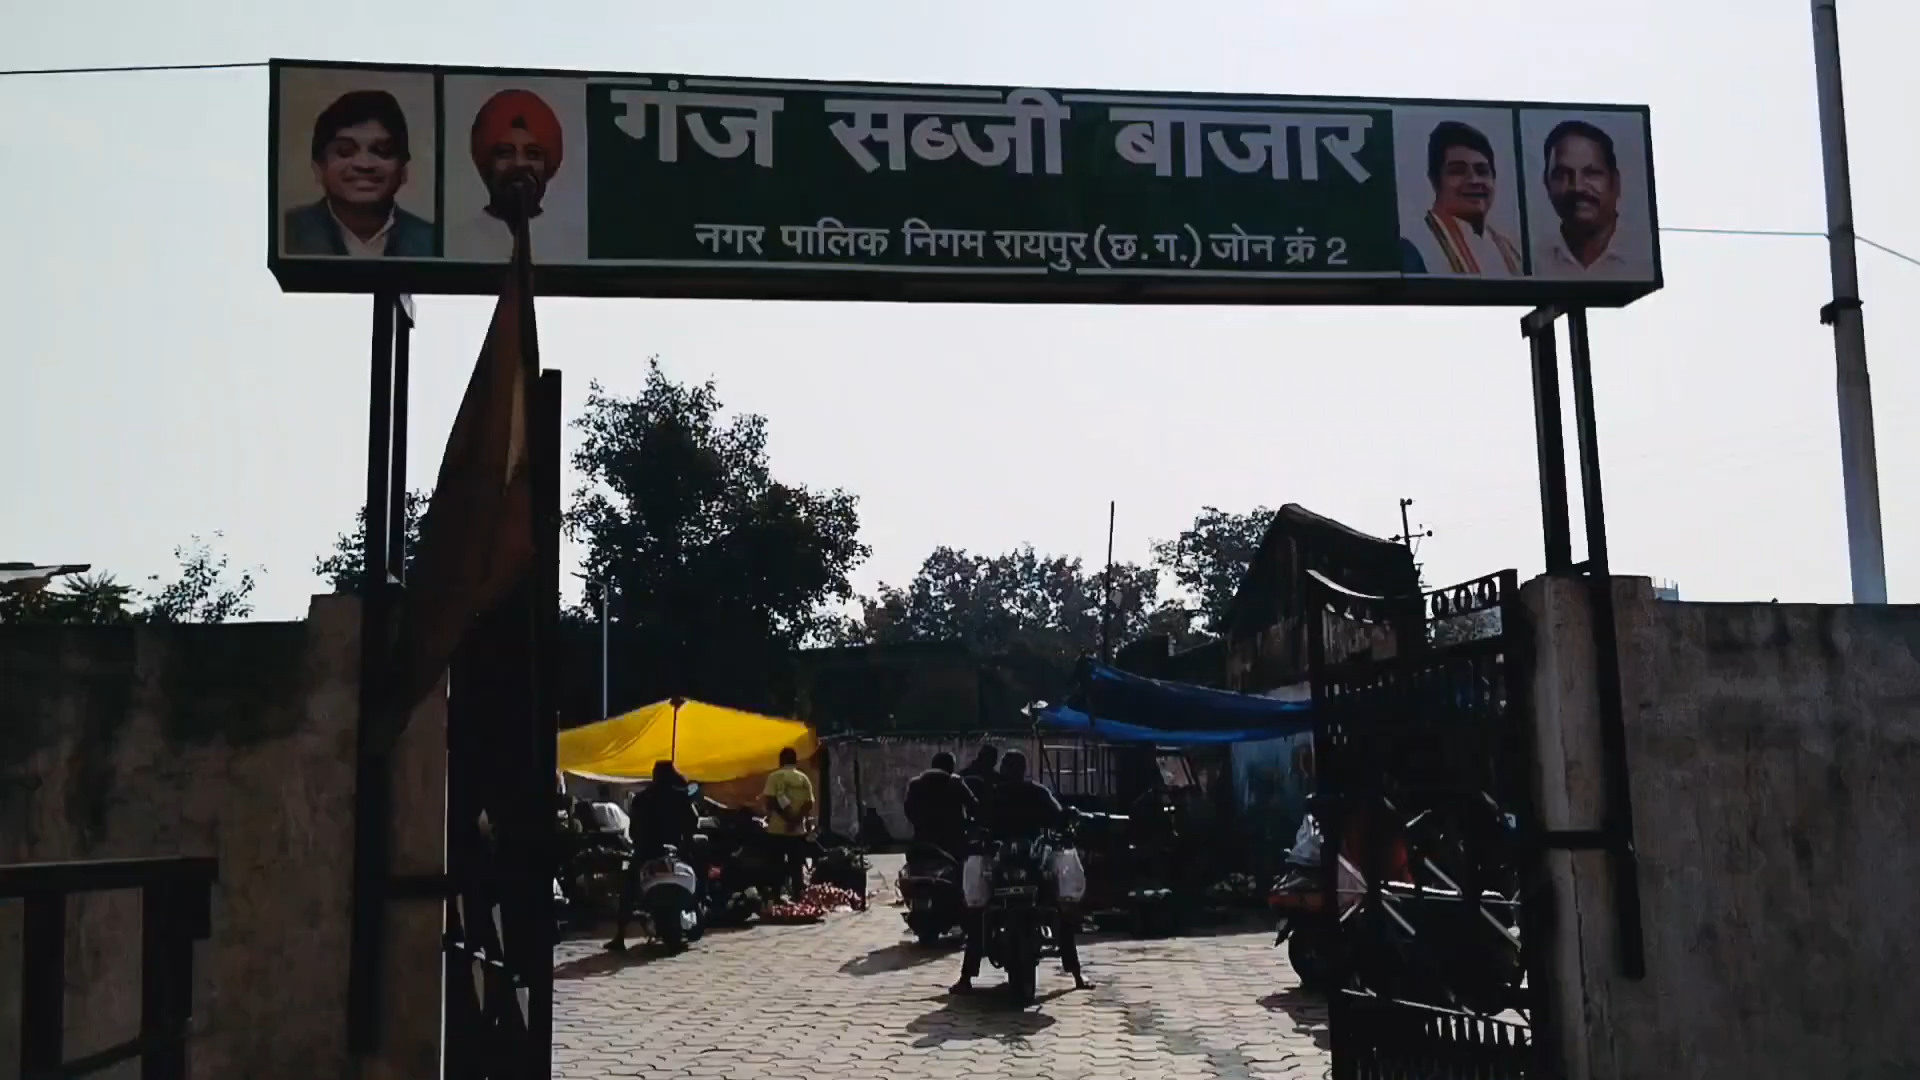 गंज सब्जी बाजार
नगर पालिक निगम रायपुर (छ.ग.) जोन क्रं 2